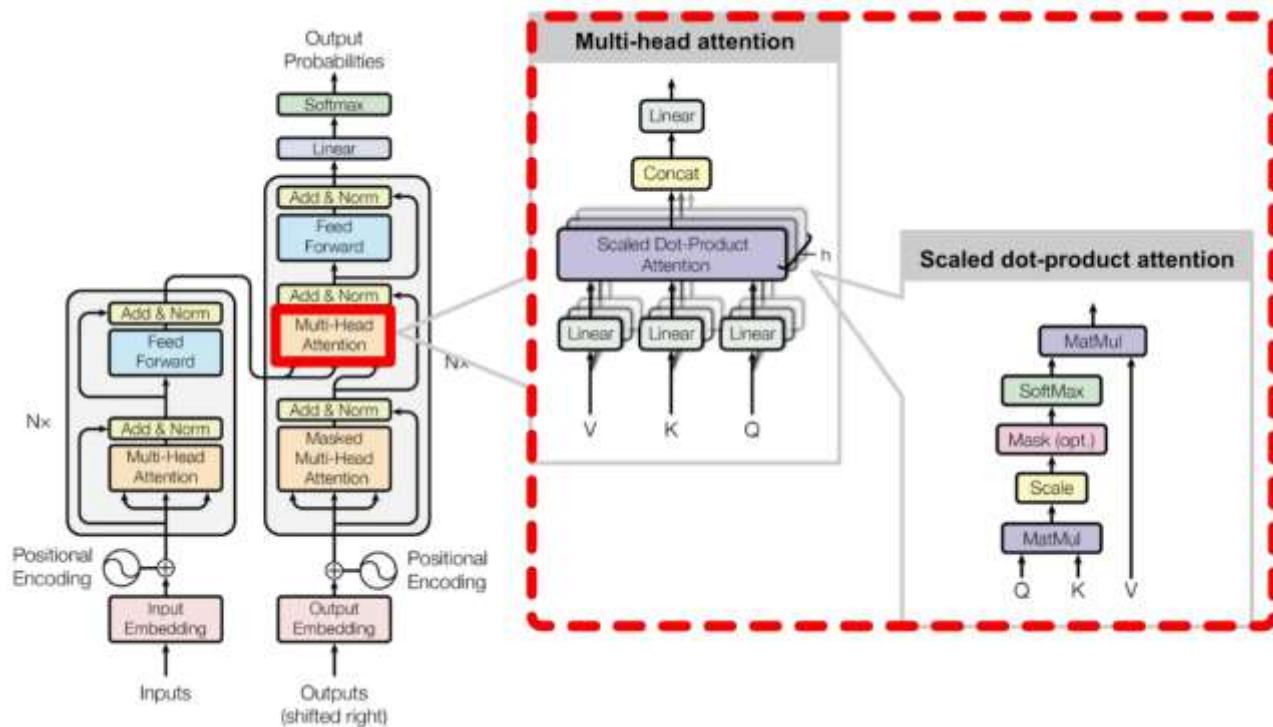 Output
Probabilities
Softmax
Linear
Add & Norm
Feed
Forward
Add & Norm
Multi-Head
Attention
Nx
Add & Norm
Masked
Multi-Head
Attention
Positional
Encoding
Output
Embedding
Outputs
(shifted right)
Add & Norm
Feed
Forward
Nx
Add & Norm
Multi-Head
Attention
Positional
Encoding
Input
Embedding
Inputs
Multi-head attention
Linear
Concat
Scaled Dot-Product
Attention
h
Linear
Linear
Linear
V
K
Q
Scaled dot-product attention
MatMul
SoftMax
Mask (opt.)
Scale
MatMul
Q
K
V